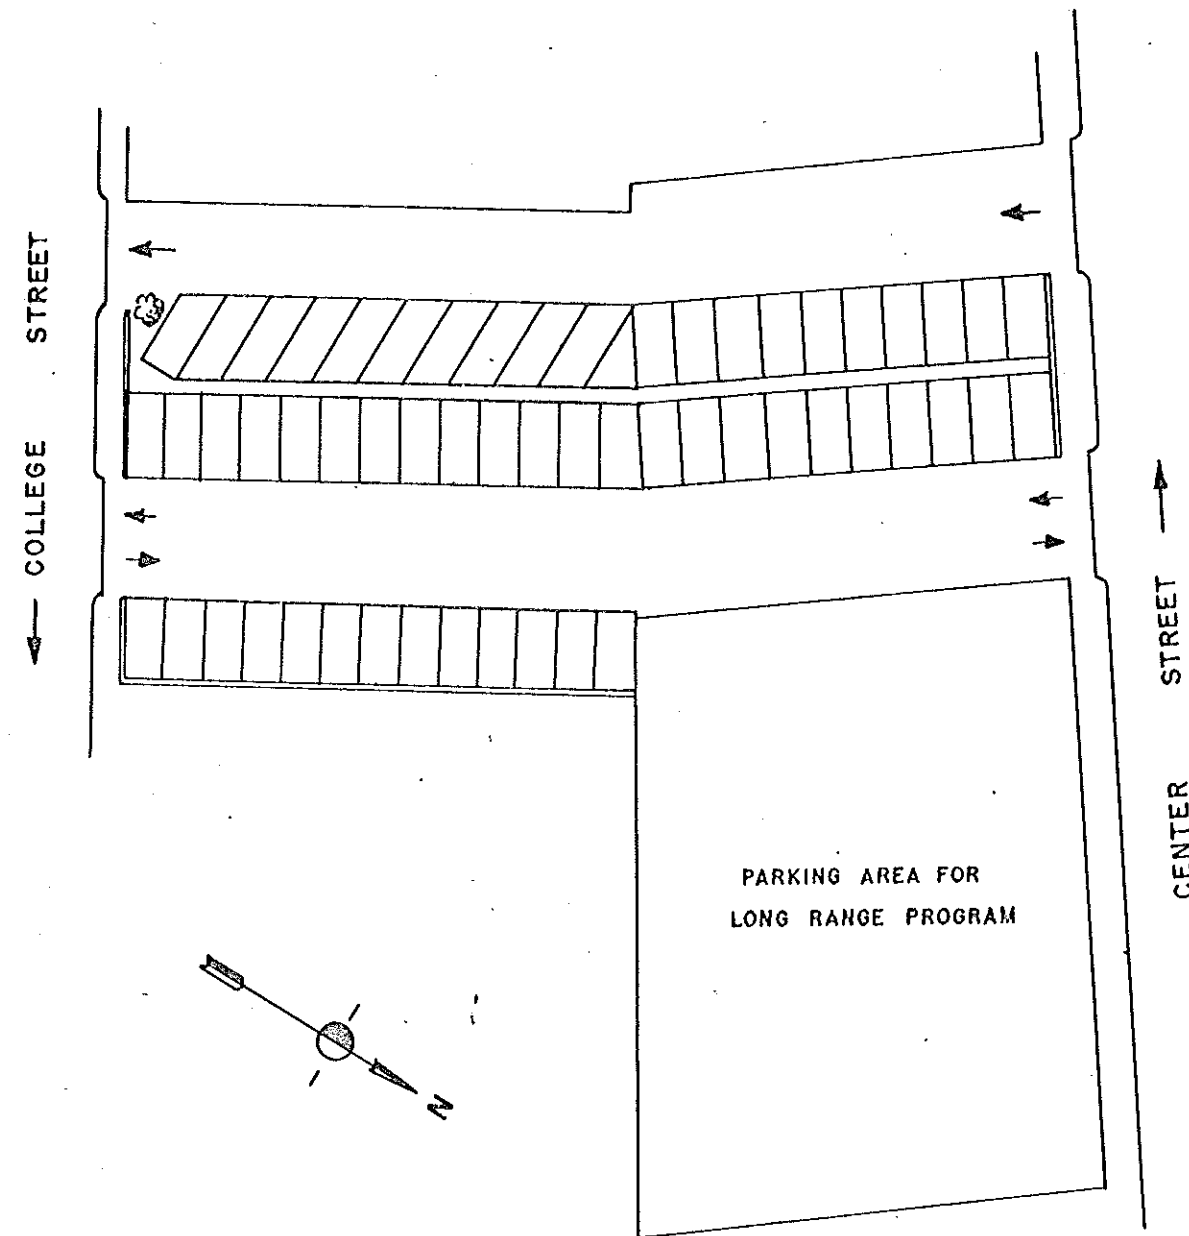 COLLEGE STREET
CENTER STREET
PARKING AREA FOR
LONG RANGE PROGRAM
N